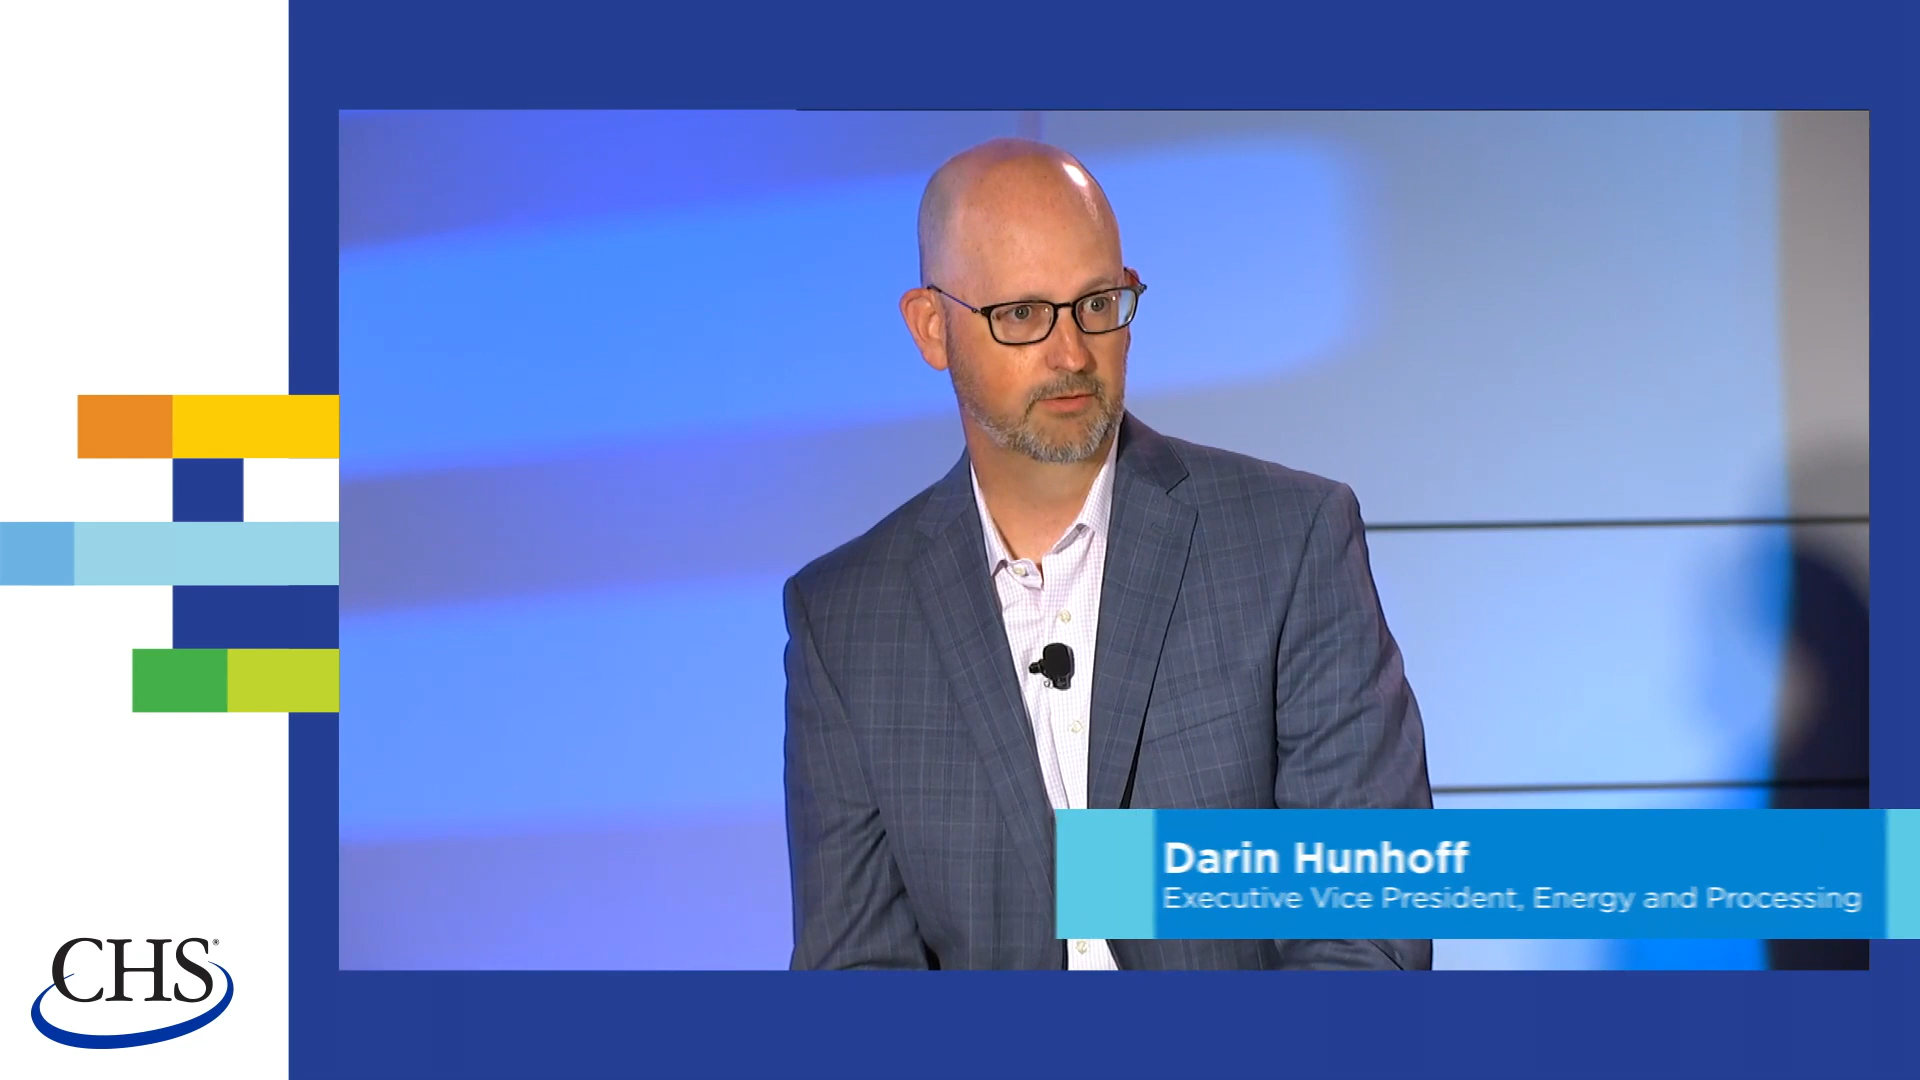 Darin Hunhoff
Executive Vice President, Energy and Processing
CHS®